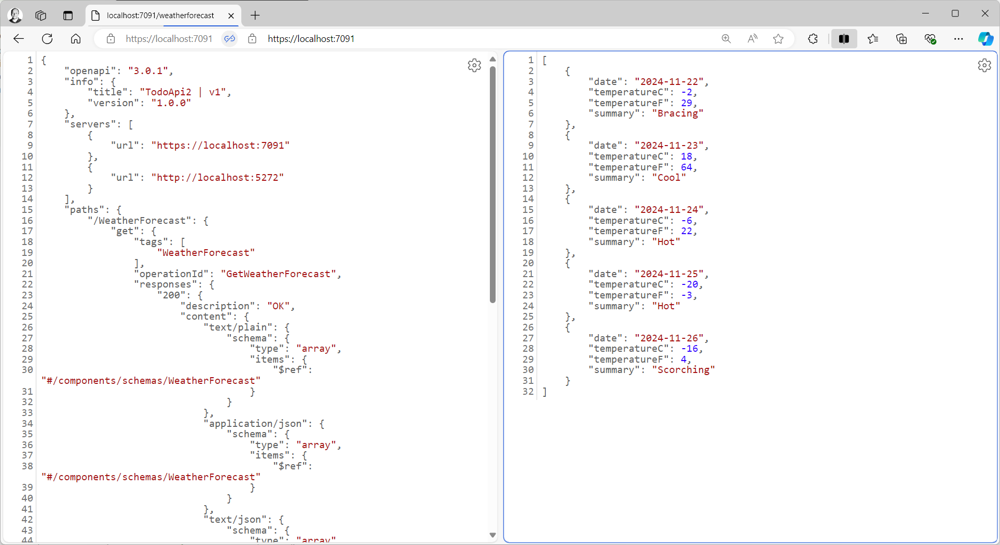 localhost:7091/weatherforecast
https://localhost:7091
https://localhost:7091
1 {
2 "openapi": "3.0.1",
3 "info": {
4 "title": "TodoApi2 | v1",
5 "version": "1.0.0"
6 },
7 "servers": [
8 {
9 "url": "https://localhost:7091"
10 },
11 {
12 "url": "http://localhost:5272"
13 }
14 ],
15 "paths": {
16 "/WeatherForecast": {
17 "get": {
18 "tags": [
19 "WeatherForecast"
20 ],
21 "operationId": "GetWeatherForecast",
22 "responses": {
23 "200": {
24 "description": "OK",
25 "content": {
26 "text/plain": {
27 "schema": {
28 "type": "array",
29 "items": {
30 "$ref":
"#/components/schemas/WeatherForecast"
31 }
32 }
33 },
34 "application/json": {
35 "schema": {
36 "type": "array",
37 "items": {
38 "$ref":
"#/components/schemas/WeatherForecast"
39 }
40 }
41 },
42 "text/json": {
43 "schema": {
44 "type": "array"
1 [
2 {
3 "date": "2024-11-22",
4 "temperatureC": -2,
5 "temperatureF": 29,
6 "summary": "Bracing"
7 },
8 {
9 "date": "2024-11-23",
10 "temperatureC": 18,
11 "temperatureF": 64,
12 "summary": "Cool"
13 },
14 {
15 "date": "2024-11-24",
16 "temperatureC": -6,
17 "temperatureF": 22,
18 "summary": "Hot"
19 },
20 {
21 "date": "2024-11-25",
22 "temperatureC": -20,
23 "temperatureF": -3,
24 "summary": "Hot"
25 },
26 {
27 "date": "2024-11-26",
28 "temperatureC": -16,
29 "temperatureF": 4,
30 "summary": "Scorching"
31 }
32 ]